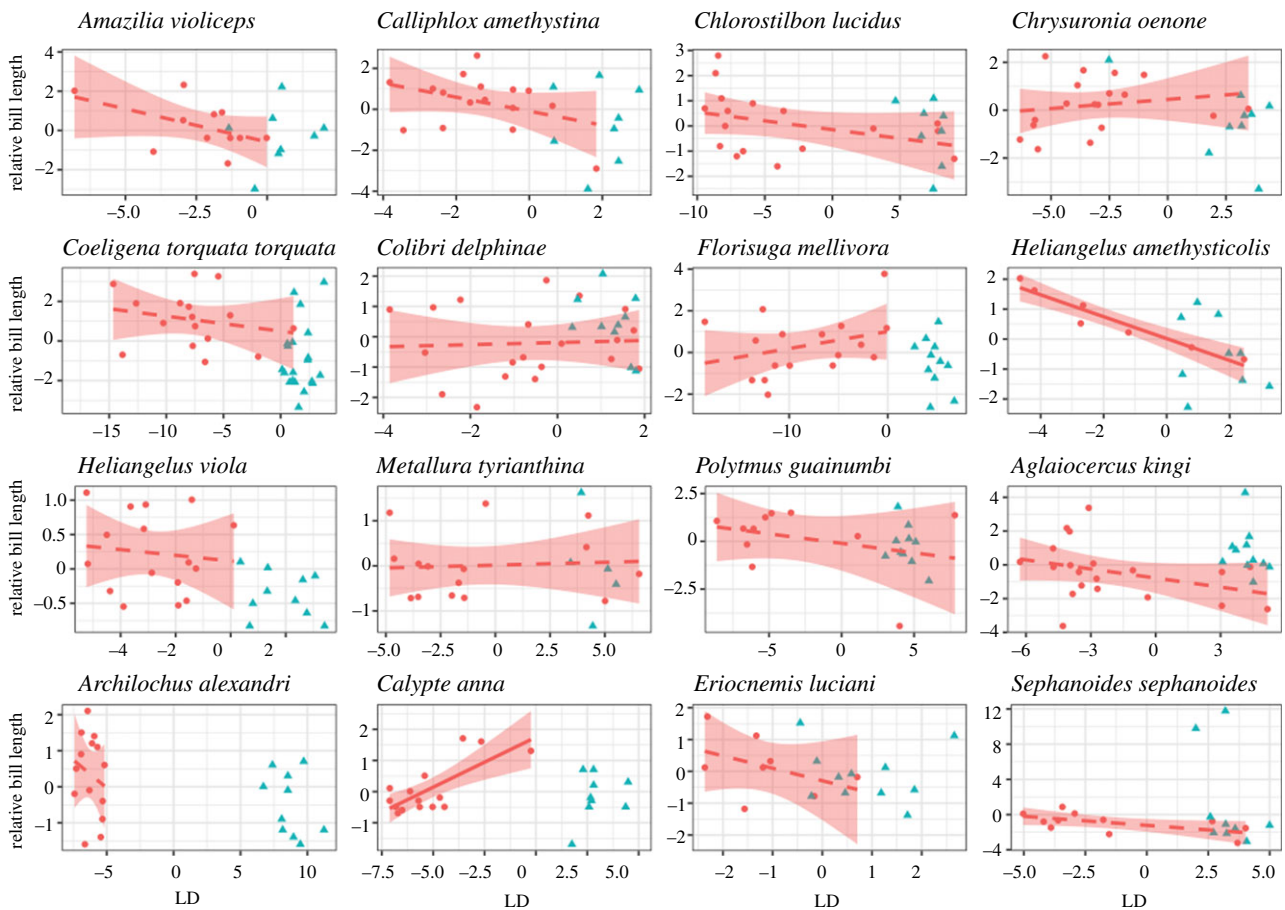 Amazilia violiceps
relative bill length
4
2
0
−2
−5.0 −2.5 0
Calliphlox amethystina
2
0
−2
−4
−4 −2 0 2
Chlorostilbon lucidus
3
2
1
0
−1
−2
−10 −5 0 5
Chrysuronia oenone
2
0
−2
−5.0 −2.5 0 2.5
Coeligena torquata torquata
relative bill length
2
0
−2
−15 −10 −5 0
Colibri delphinae
2
1
0
−1
−2
−4 −2 0 2
Florisuga mellivora
4
2
0
−2
−10 0
Heliangelus amethysticolis
2
1
0
−1
−2
−4 −2 0 2
Heliangelus viola
relative bill length
1.0
0.5
0
−0.5
−4 −2 0 2
Metallura tyrianthina
1
0
−1
−5.0 −2.5 0 2.5 5.0
Polytmus guainumbi
2.5
0
−2.5
−5 0 5
Aglaiocercus kingi
4
2
0
−2
−4
−6 −3 0 3
Archilochus alexandri
relative bill length
2
1
0
−1
−5 0 5 10
LD
Calypte anna
2
1
0
−1
−7.5 −5.0 −2.5 0 2.5 5.0
LD
Eriocnemis luciani
2
1
0
−1
−2
−2 −1 0 1 2
LD
Sephanoides sephanoides
12
8
4
0
−4
−5.0 −2.5 0 2.5 5.0
LD